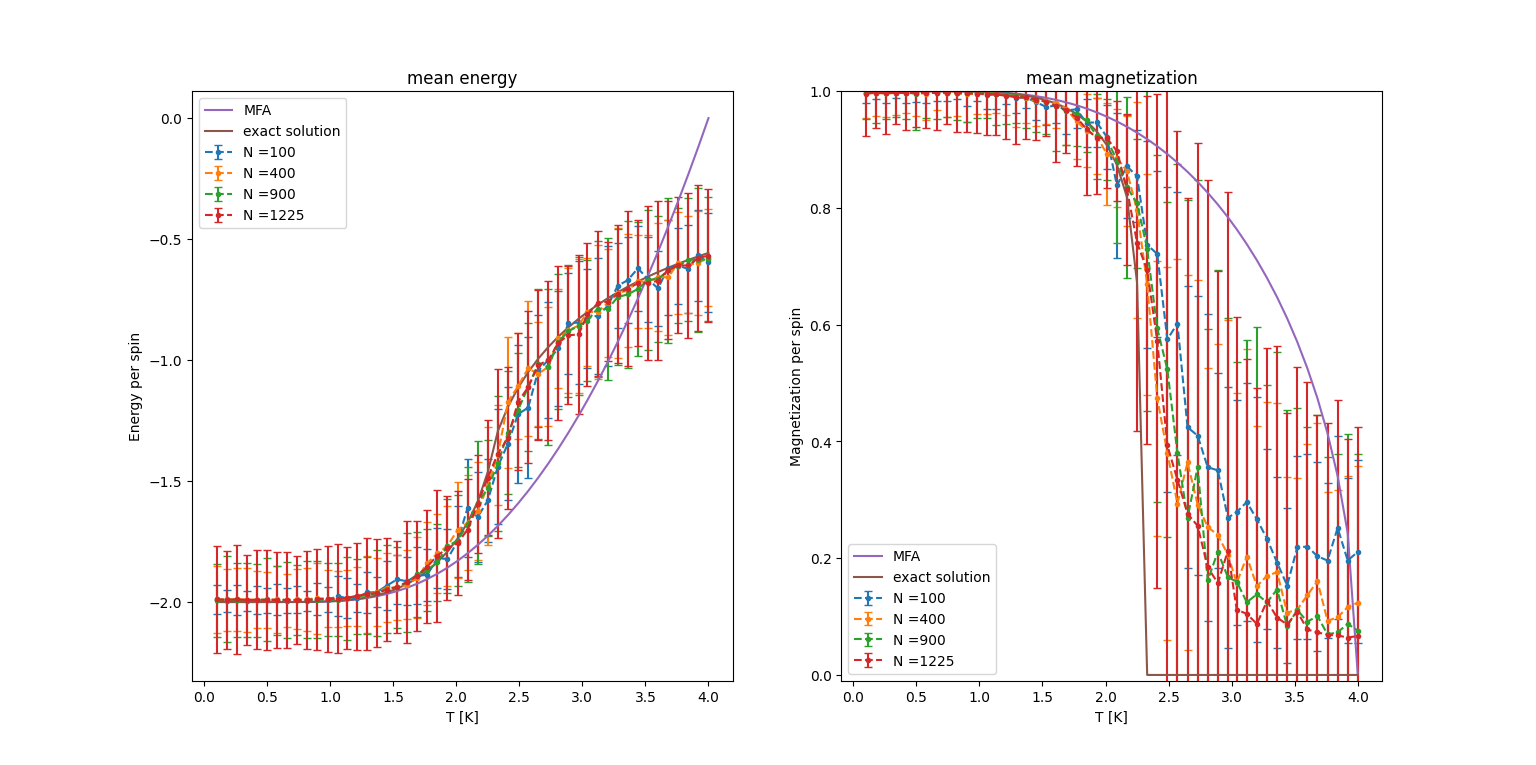 mean energy
Energy per spin
0.0
−0.5
−1.0
−1.5
−2.0
MFA
exact solution
N =100
N =400
N =900
N =1225
0.0 0.5 1.0 1.5 2.0 2.5 3.0 3.5 4.0
T [K]
mean magnetization
Magnetization per spin
1.0
0.8
0.6
0.4
0.2
0.0
MFA
exact solution
N =100
N =400
N =900
N =1225
0.0 0.5 1.0 1.5 2.0 2.5 3.0 3.5 4.0
T [K]